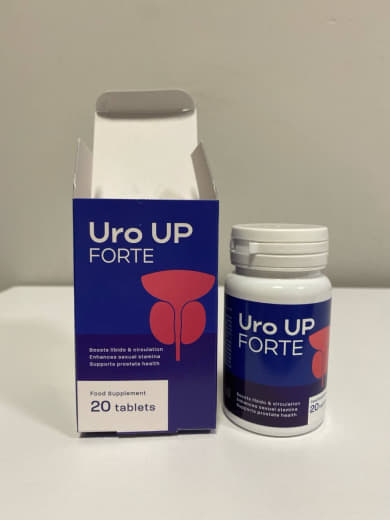 Uro UP
FORTE
Boosts libido & circulation
Enhances sexual stamina
Supports prostate health
Food Supplement
20 tablets
Uro UP
FORTE
Boosts libido & circulation
Enhances sexual stamina
Supports prostate health
20